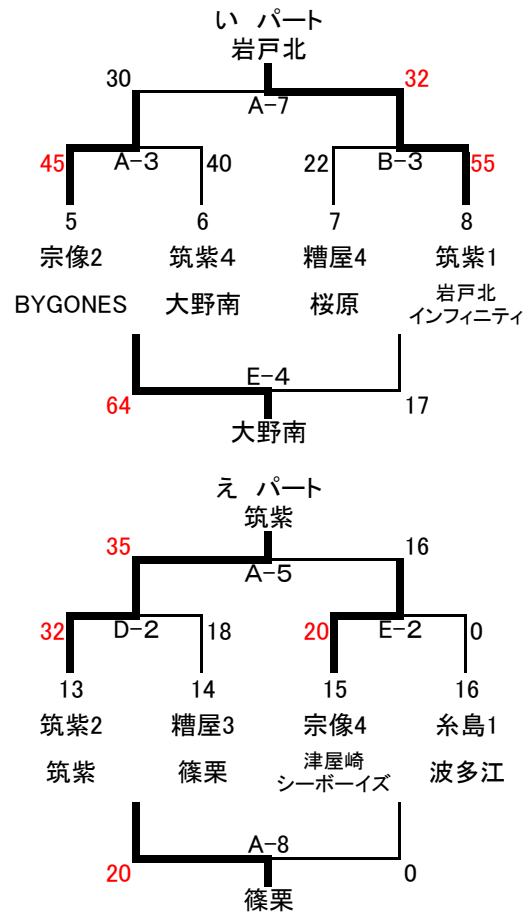 い パート
岩戸北
30 32
A-7
45 A-3 40 22 B-3 55
5 6 7 8
宗像2 筑紫4 糟屋4 筑紫1
BYGONES 大野南 桜原 岩戸北
インフィニティ
E-4
64 17
大野南
え パート
筑紫
35 16
A-5
32 D-2 18 20 E-2 0
13 14 15 16
筑紫2 糟屋3 宗像4 糸島1
筑紫 篠栗 津屋崎
シーボーイズ 波多江
A-8
20 0
篠栗